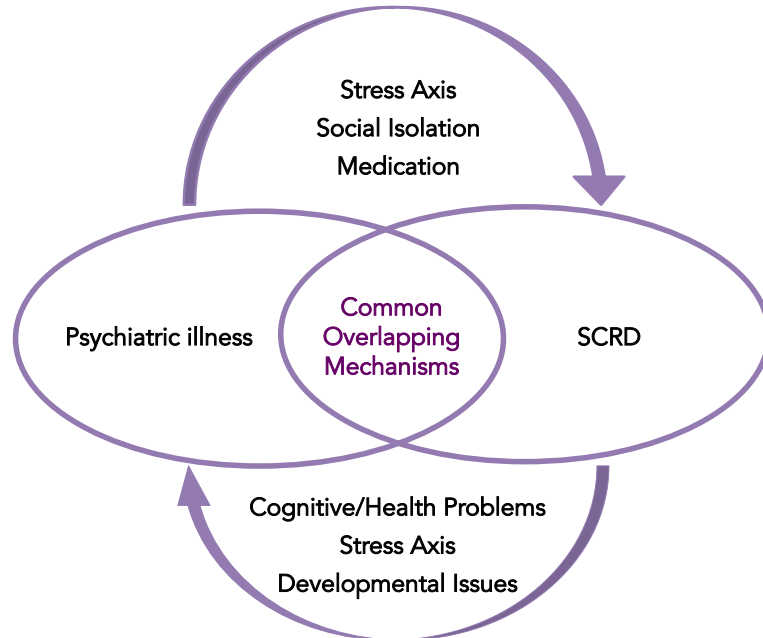 Stress Axis
Social Isolation
Medication
Psychiatric illness
Common
Overlapping
Mechanisms
SCRD
Cognitive/Health Problems
Stress Axis
Developmental Issues